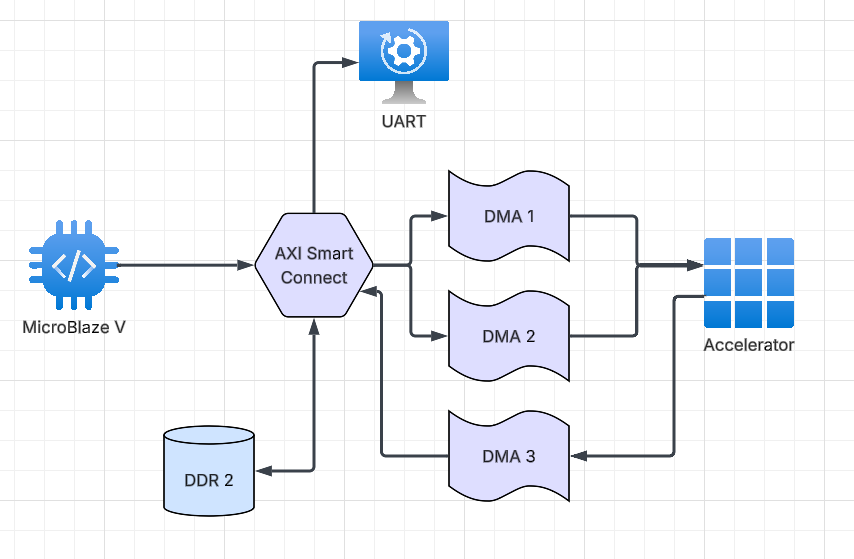 UART
DMA 1
AXI Smart
Connect
MicroBlaze V
DMA 2
Accelerator
DMA 3
DDR 2